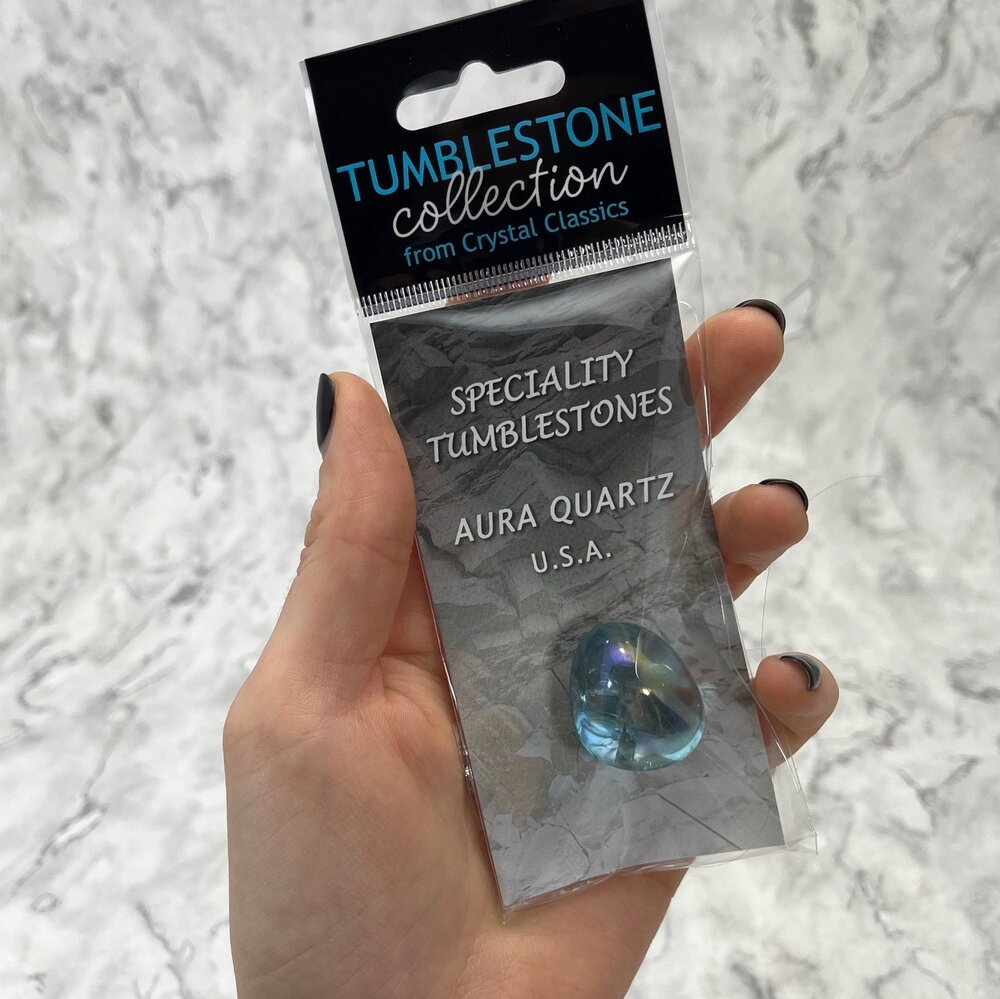 TUMBLESTONE
collection
from Crystal Classics
SPECIALITY
TUMBLESTONES
AURA QUARTZ
U.S.A.